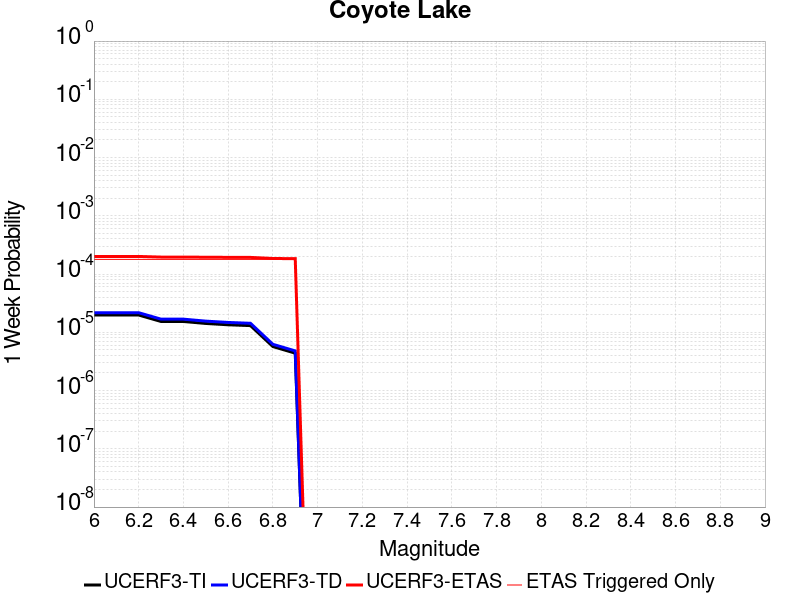 Coyote Lake
10^0
10^-1
10^-2
10^-3
10^-4
10^-5
10^-6
10^-7
10^-8
1 Week Probability
6 6.2 6.4 6.6 6.8 7 7.2 7.4 7.6 7.8 8 8.2 8.4 8.6 8.8 9
Magnitude
UCERF3-TI UCERF3-TD UCERF3-ETAS ETAS Triggered Only